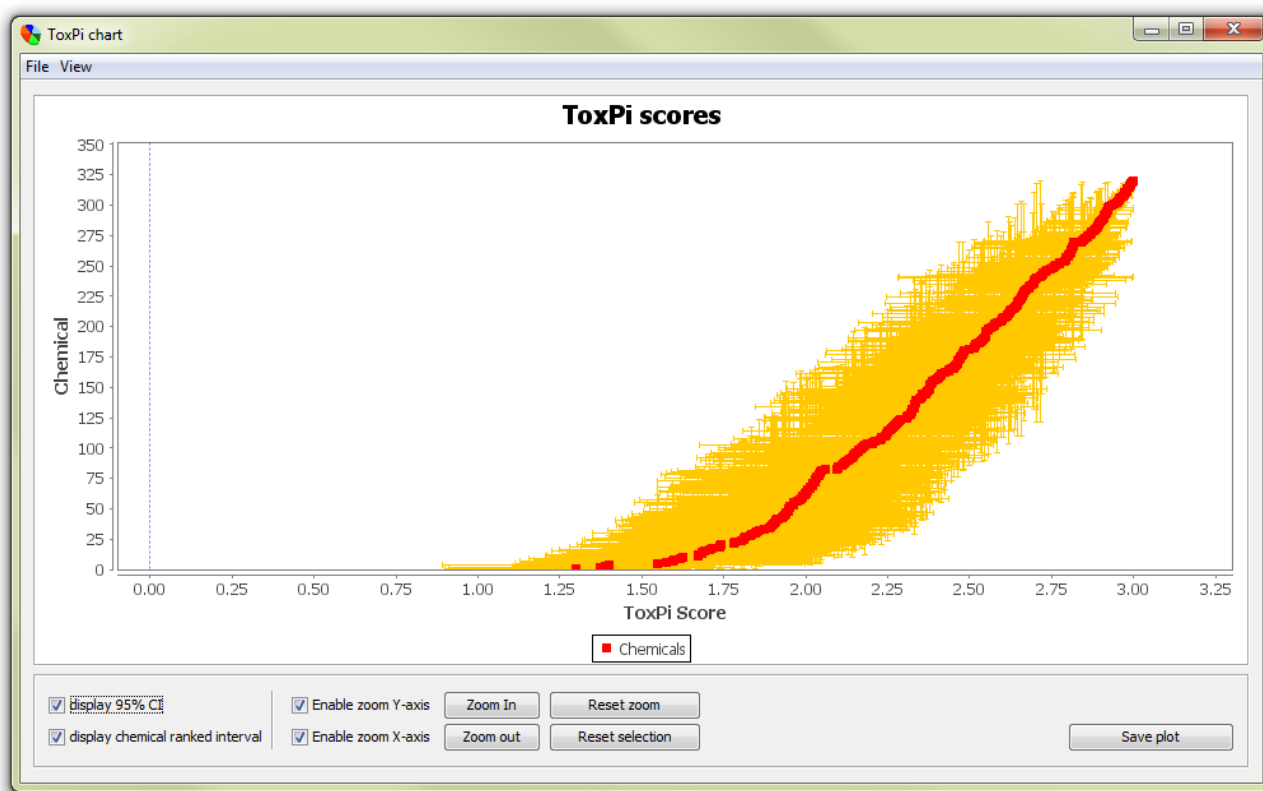 ToxPi chart
File View
ToxPi scores
350
325
300
275
250
225
200
175
150
125
100
75
50
25
0
Chemical
0.00 0.25 0.50 0.75 1.00 1.25 1.50 1.75 2.00 2.25 2.50 2.75 3.00 3.25
ToxPi Score
Chemicals
display 95% CI Enable zoom Y-axis Zoom In Reset zoom
display chemical ranked interval Enable zoom X-axis Zoom out Reset selection Save plot